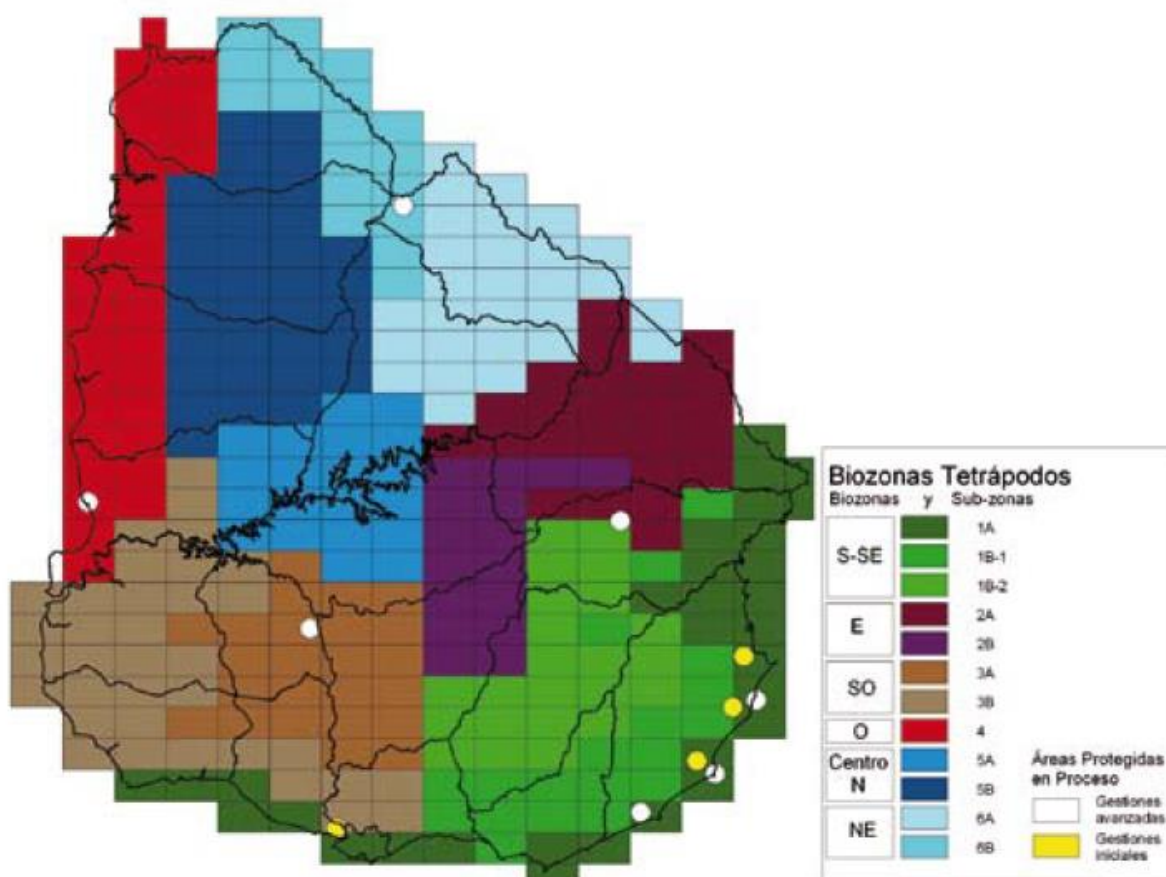 Biozonas Tetrápodos
Biozonas y Sub-zonas
S-SE
1A
1B-1
1B-2
E
2A
2B
SO
3A
3B
O
4
Centro
N
5A
5B
NE
6A
6B
Áreas Protegidas
en Proceso
Gestiones
avanzadas
Gestiones
iniciales